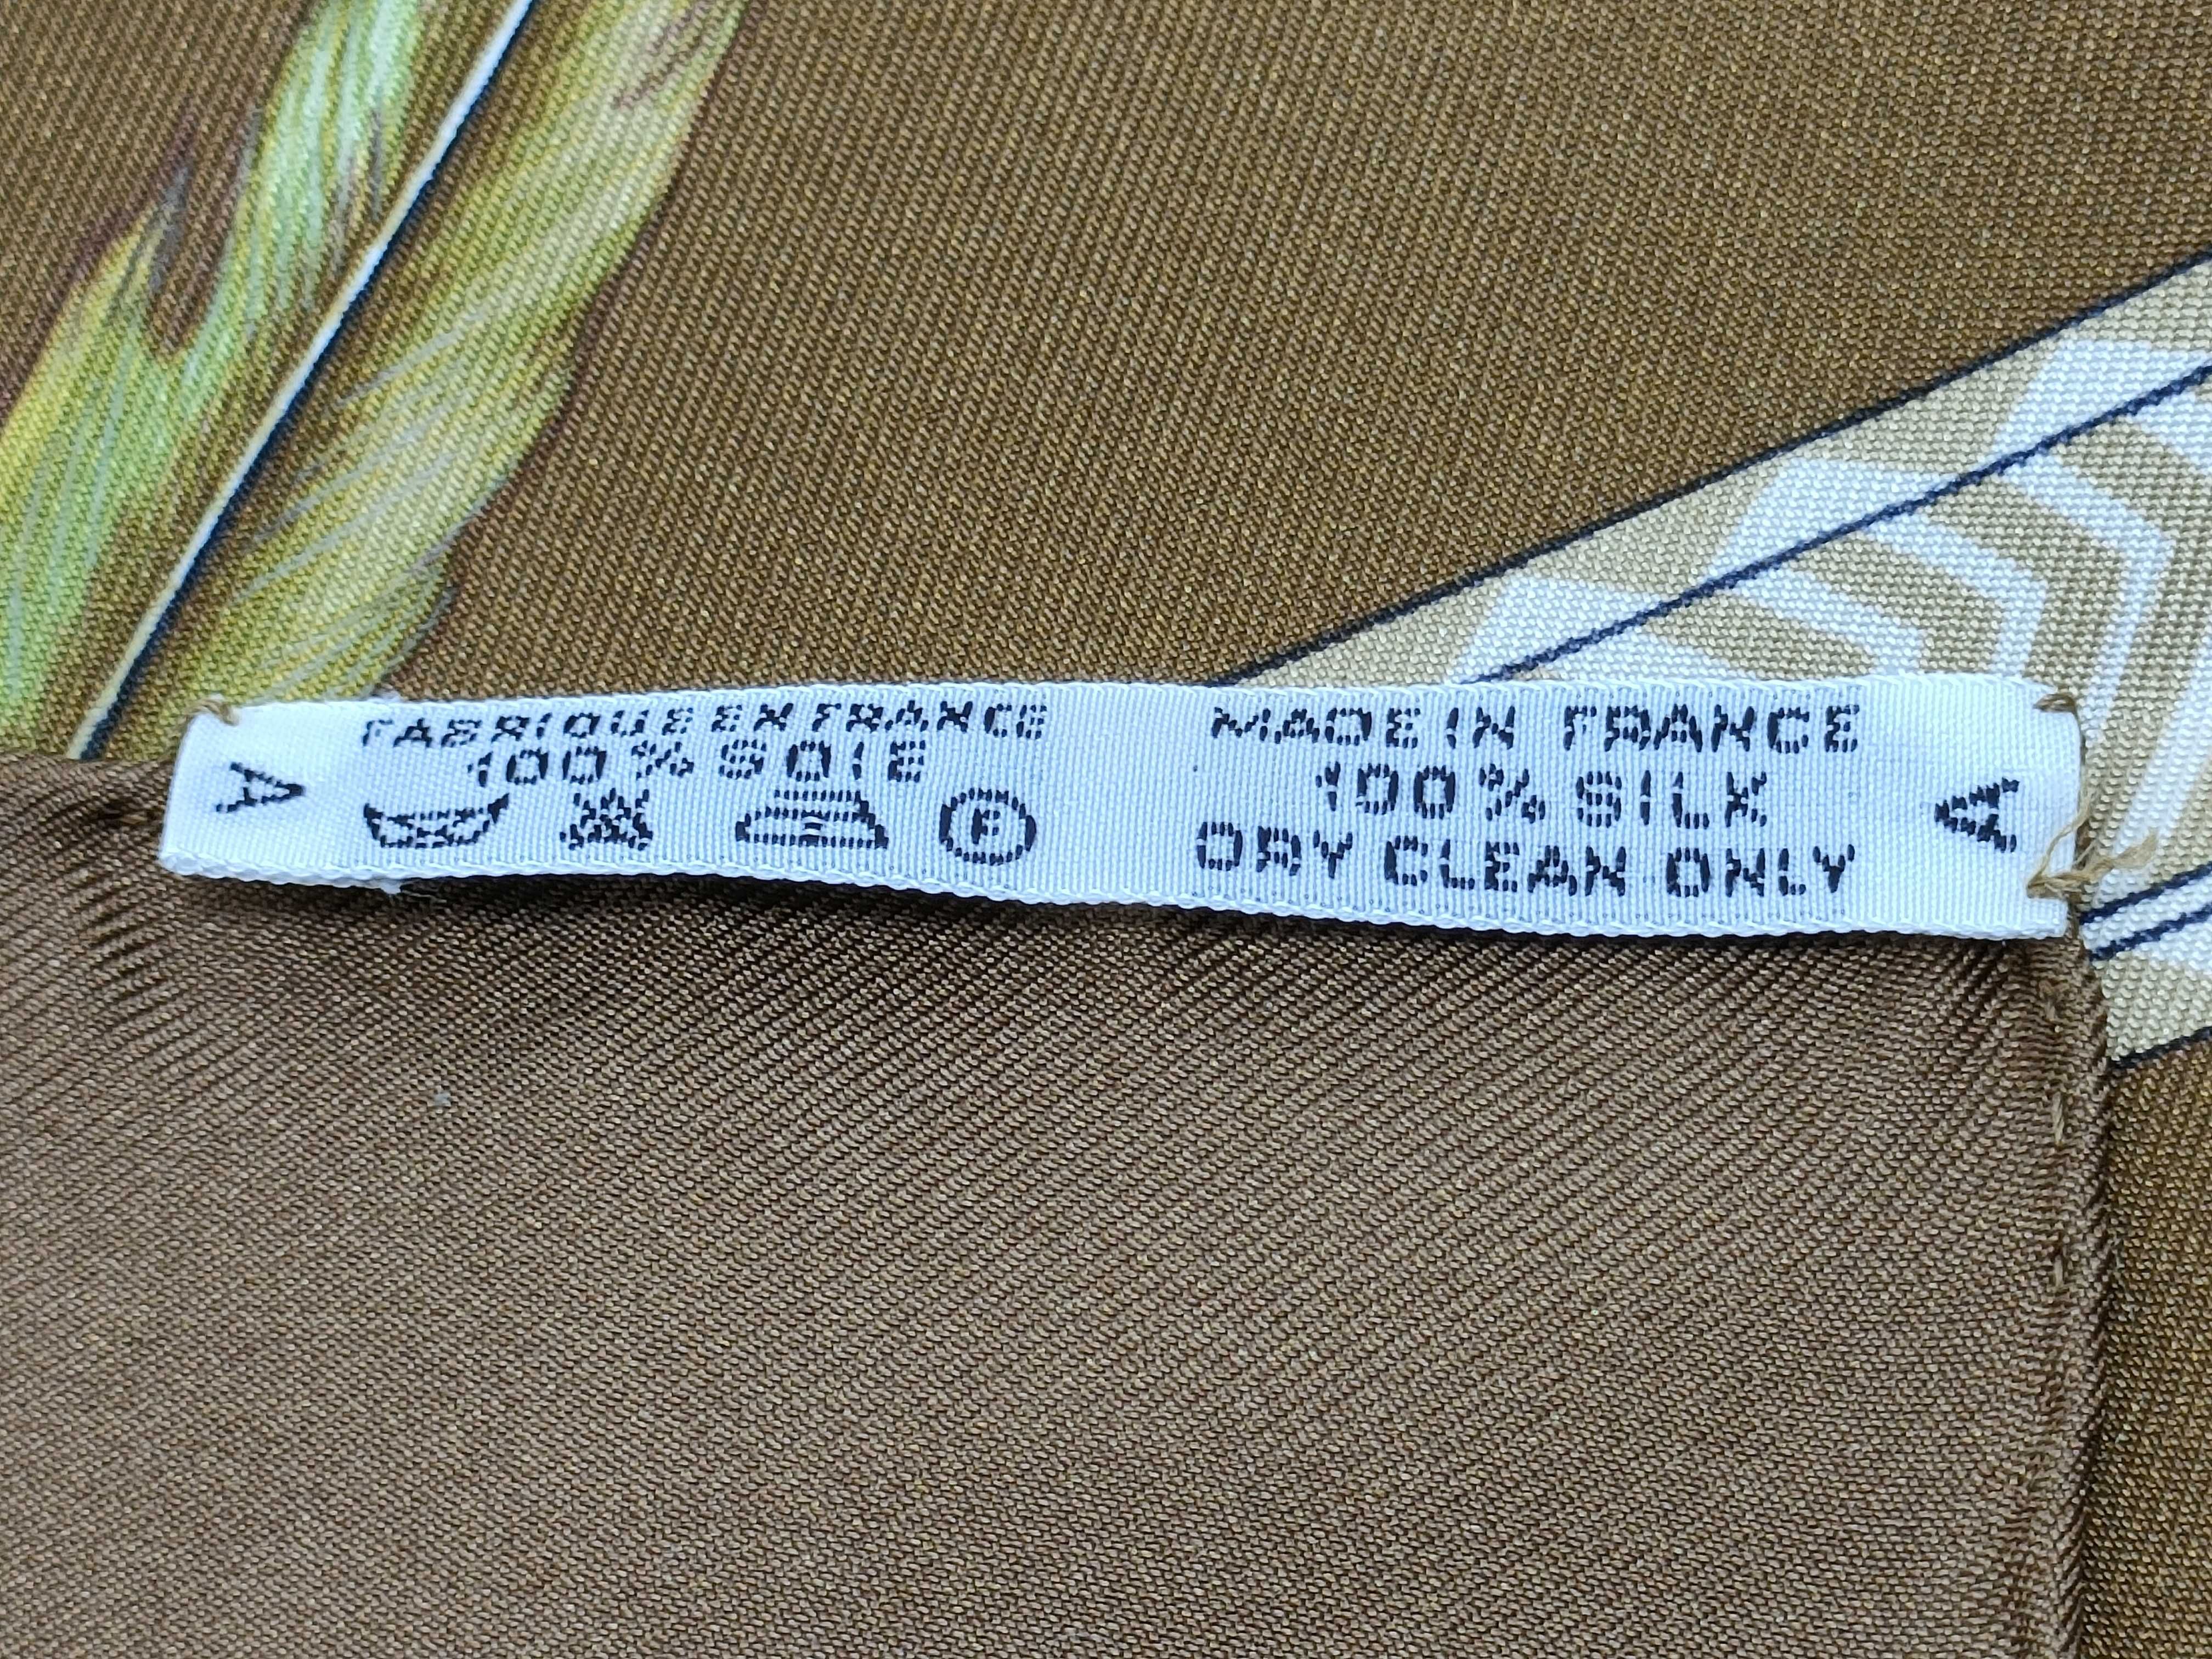 A
FABRIQUE EN FRANCE
100 % SOIE
F
MADE IN FRANCE
100 % SILK
DRY CLEAN ONLY
A